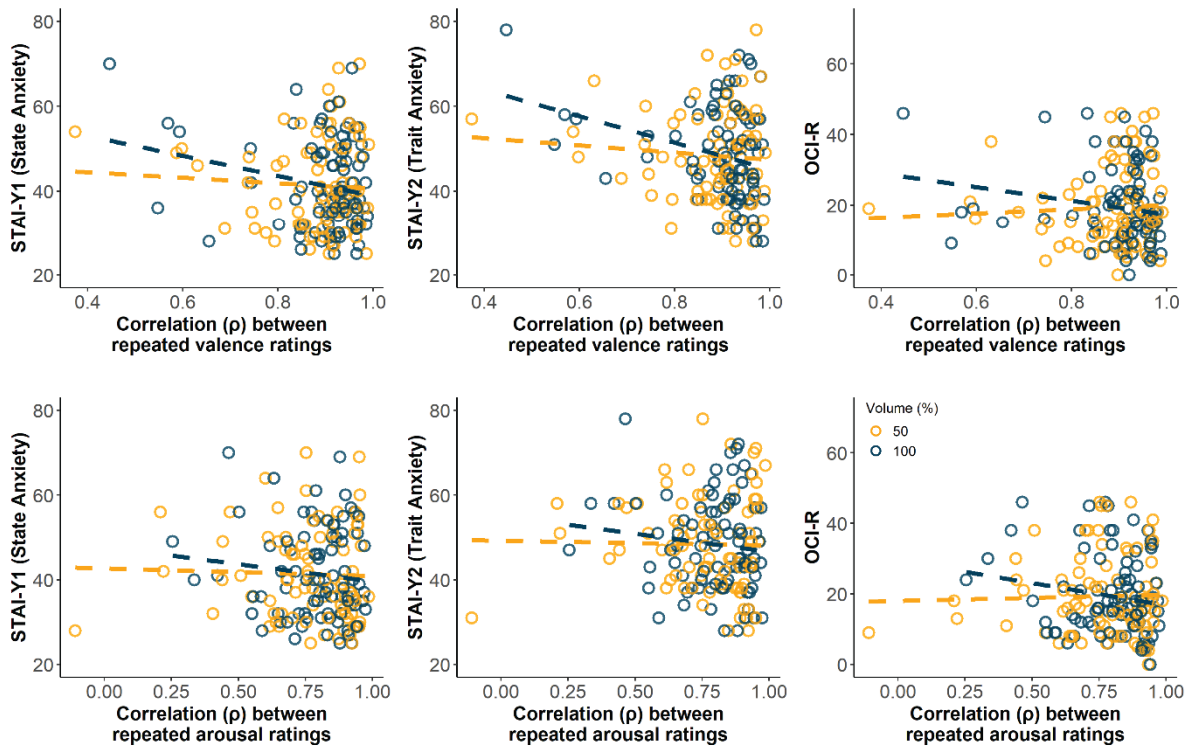 STAI-Y1 (State Anxiety)
80
60
40
20
0.4 0.6 0.8 1.0
Correlation (ρ) between
repeated valence ratings
STAI-Y2 (Trait Anxiety)
80
60
40
20
0.4 0.6 0.8 1.0
Correlation (ρ) between
repeated valence ratings
OCI-R
60
40
20
0
0.4 0.6 0.8 1.0
Correlation (ρ) between
repeated valence ratings
STAI-Y1 (State Anxiety)
80
60
40
20
0.00 0.25 0.50 0.75 1.00
Correlation (ρ) between
repeated arousal ratings
STAI-Y2 (Trait Anxiety)
80
60
40
20
0.00 0.25 0.50 0.75 1.00
Correlation (ρ) between
repeated arousal ratings
OCI-R
60
40
20
0
Volume (%)
50
100
0.00 0.25 0.50 0.75 1.00
Correlation (ρ) between
repeated arousal ratings